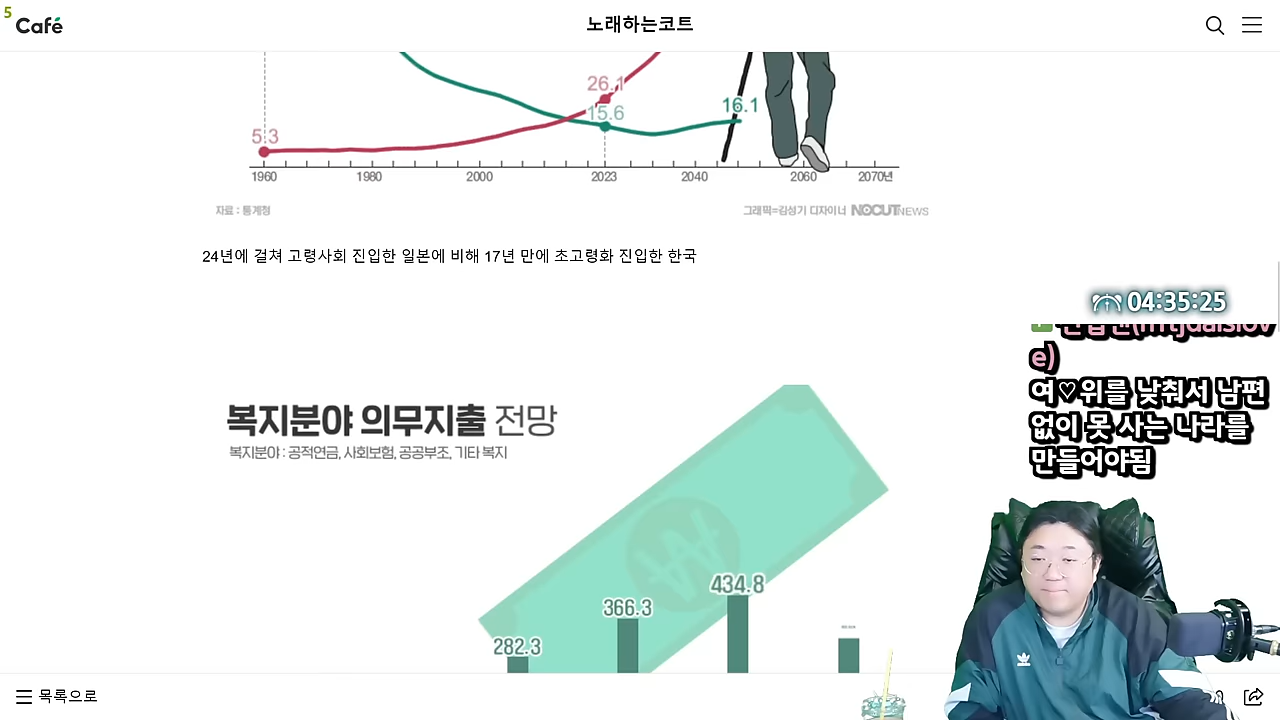 5
Café
노래하는코트
26.1
15.6
16.1
5.3
1960
1980
2000
2023
2040
2060
2070년
자료 : 통계청
그래픽=김성기 디자이너 NOCUTNEWS
24년에 걸쳐 고령사회 진입한 일본에 비해 17년 만에 초고령화 진입한 한국
04:35:25
e)
여♡위를 낮춰서 남편
없이 못 사는 나라를
만들어야됨
복지분야 의무지출 전망
복지분야 : 공적연금, 사회보험, 공공부조, 기타 복지
434.8
366.3
282.3
목록으로